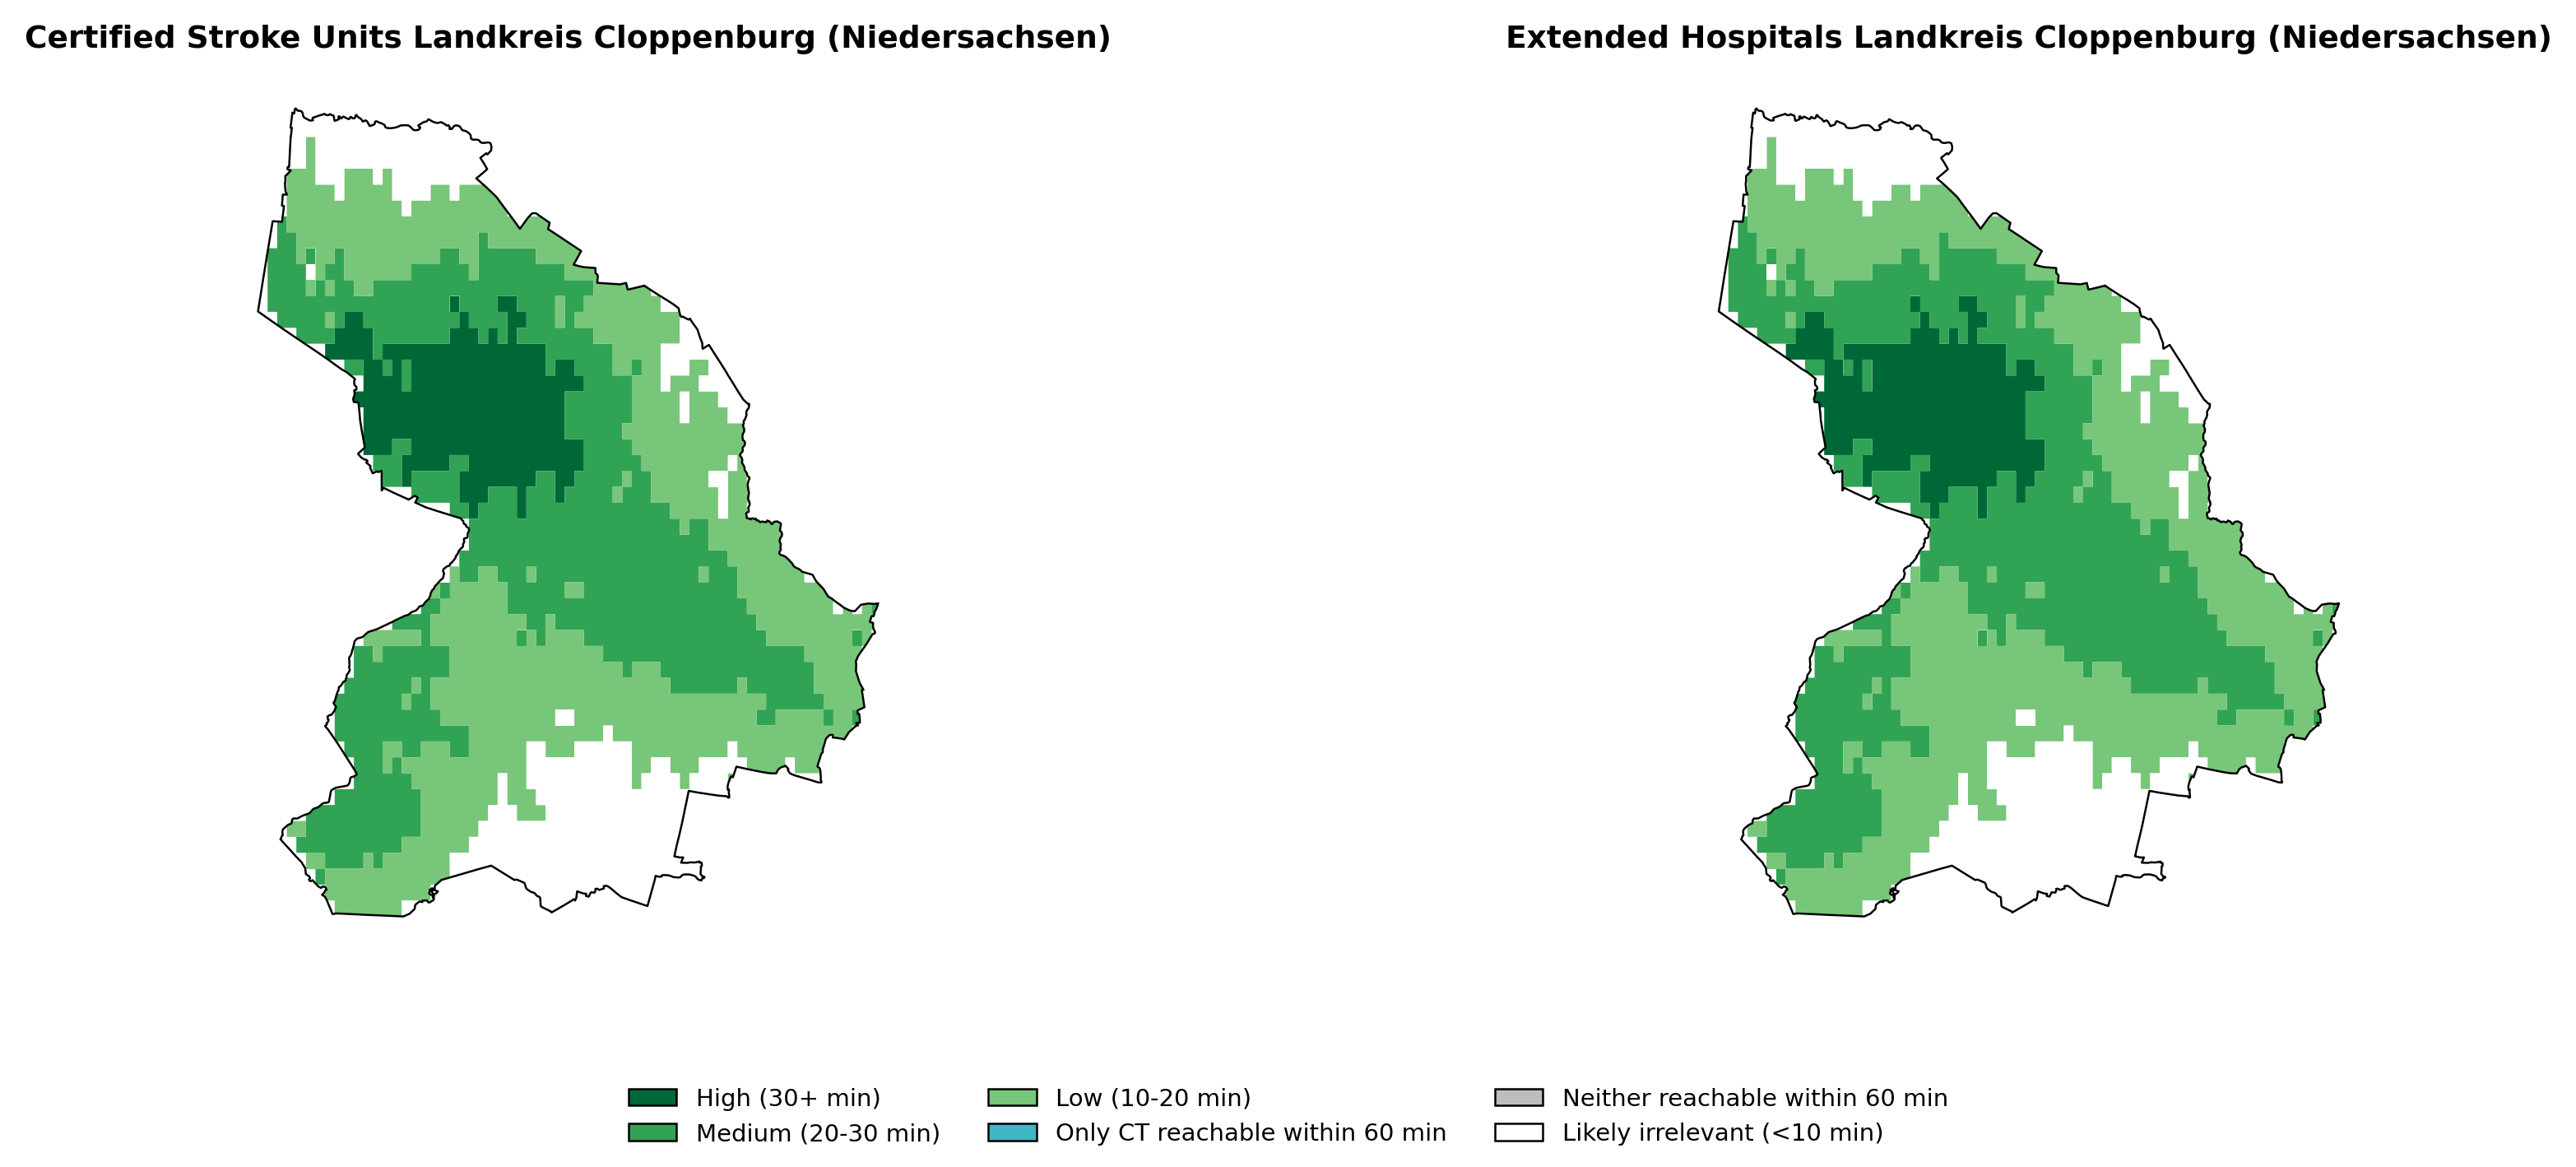 Certified Stroke Units Landkreis Cloppenburg (Niedersachsen)
Extended Hospitals Landkreis Cloppenburg (Niedersachsen)
High (30+ min)
Medium (20-30 min)
Low (10-20 min)
Only CT reachable within 60 min
Neither reachable within 60 min
Likely irrelevant (<10 min)